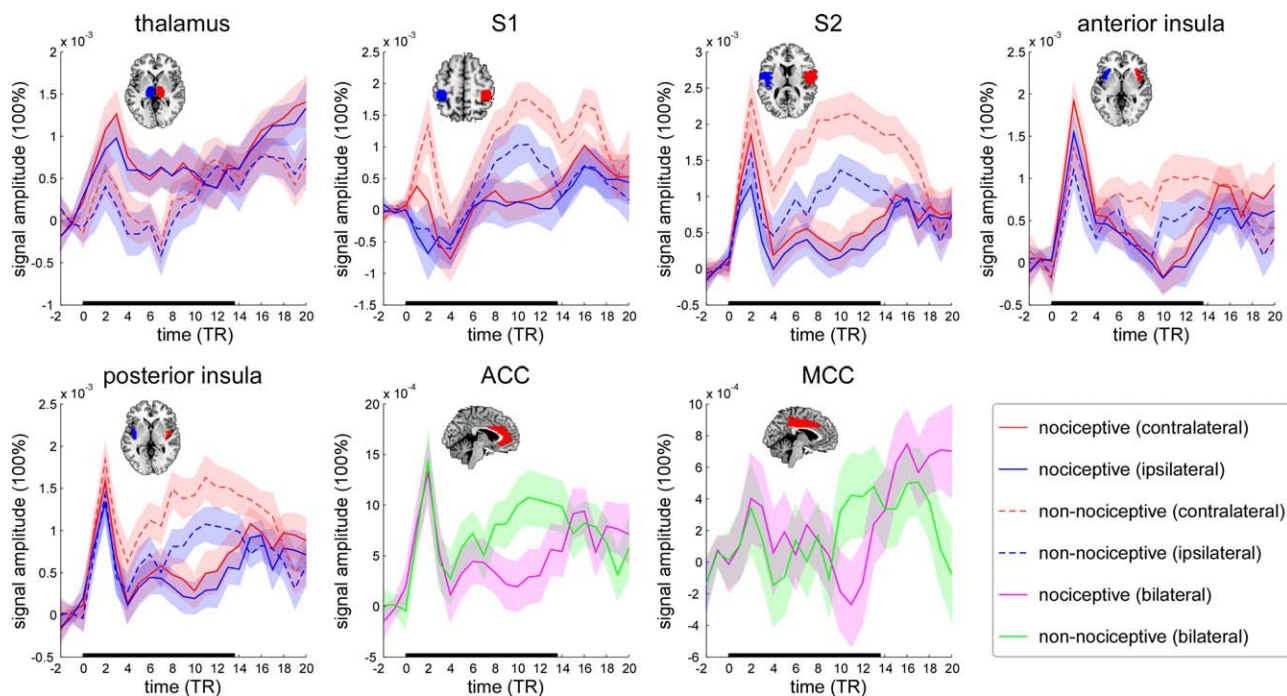 thalamus
x 10⁻³
2
1.5
1
0.5
0
-0.5
-1
signal amplitude (100%)
-2 0 2 4 6 8 10 12 14 16 18 20
time (TR)
S1
x 10⁻³
2.5
2
1.5
1
0.5
0
-0.5
-1
-1.5
signal amplitude (100%)
-2 0 2 4 6 8 10 12 14 16 18 20
time (TR)
S2
x 10⁻³
3
2.5
2
1.5
1
0.5
0
-0.5
signal amplitude (100%)
-2 0 2 4 6 8 10 12 14 16 18 20
time (TR)
anterior insula
x 10⁻³
2.5
2
1.5
1
0.5
0
-0.5
signal amplitude (100%)
-2 0 2 4 6 8 10 12 14 16 18 20
time (TR)
posterior insula
x 10⁻³
2.5
2
1.5
1
0.5
0
-0.5
signal amplitude (100%)
-2 0 2 4 6 8 10 12 14 16 18 20
time (TR)
ACC
x 10⁻⁴
20
15
10
5
0
-5
signal amplitude (100%)
-2 0 2 4 6 8 10 12 14 16 18 20
time (TR)
MCC
x 10⁻⁴
10
8
6
4
2
0
-2
-4
-6
signal amplitude (100%)
-2 0 2 4 6 8 10 12 14 16 18 20
time (TR)
nociceptive (contralateral)
nociceptive (ipsilateral)
non-nociceptive (contralateral)
non-nociceptive (ipsilateral)
nociceptive (bilateral)
non-nociceptive (bilateral)